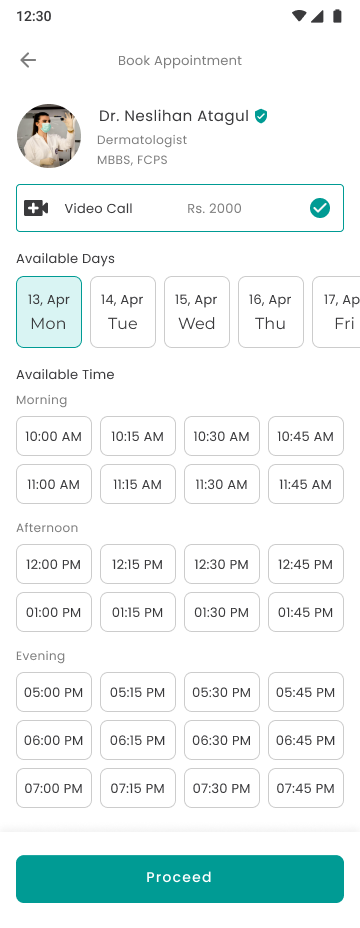 12:30
Book Appointment
Dr. Neslihan Atagul
Dermatologist
MBBS, FCPS
Video Call Rs. 2000
Available Days
13, Apr 14, Apr 15, Apr 16, Apr 17, Ap
Mon Tue Wed Thu Fri
Available Time
Morning
10:00 AM 10:15 AM 10:30 AM 10:45 AM
11:00 AM 11:15 AM 11:30 AM 11:45 AM
Afternoon
12:00 PM 12:15 PM 12:30 PM 12:45 PM
01:00 PM 01:15 PM 01:30 PM 01:45 PM
Evening
05:00 PM 05:15 PM 05:30 PM 05:45 PM
06:00 PM 06:15 PM 06:30 PM 06:45 PM
07:00 PM 07:15 PM 07:30 PM 07:45 PM
Proceed